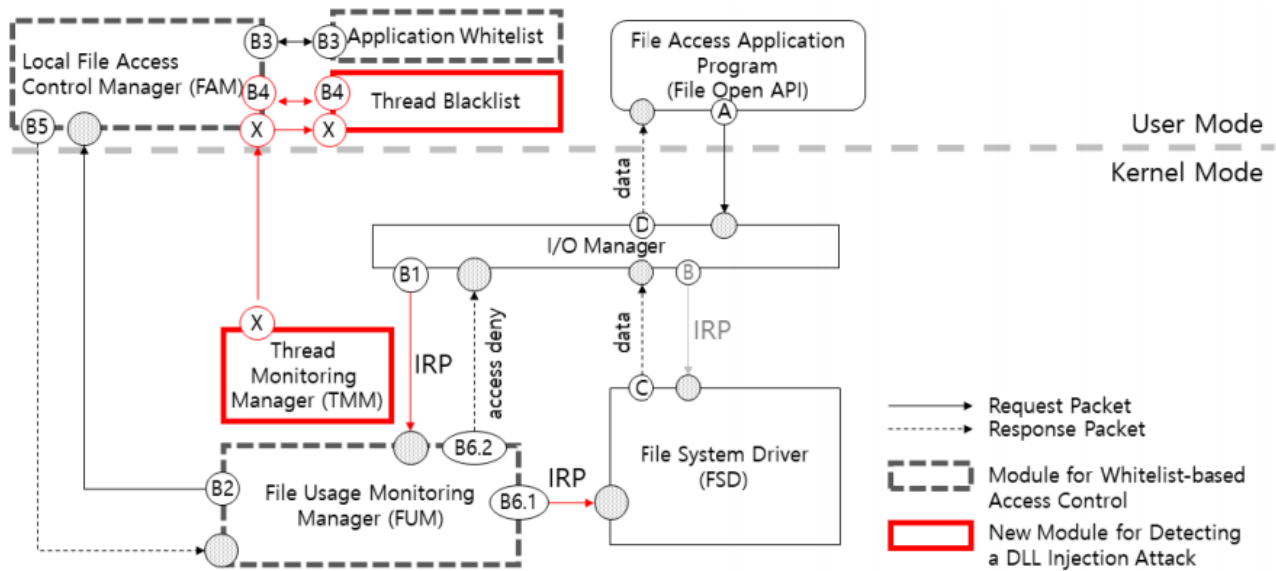 B3
B3
Application Whitelist
Local File Access
Control Manager (FAM)
B4
B4
Thread Blacklist
X
X
B5
File Access Application
Program
(File Open API)
A
User Mode
Kernel Mode
data
D
I/O Manager
B1
B
IRP
access deny
data
IRP
X
Thread
Monitoring
Manager (TMM)
C
B6.2
B2
File Usage Monitoring
Manager (FUM)
B6.1
IRP
File System Driver
(FSD)
Request Packet
Response Packet
Module for Whitelist-based
Access Control
New Module for Detecting
a DLL Injection Attack